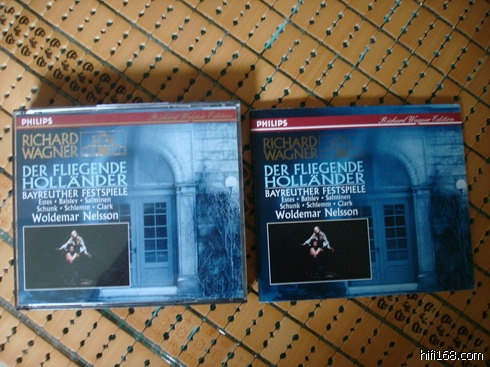 PHILIPS
Richard Wagner Edition
RICHARD
WAGNER
DER FLIEGENDE
HOLLÄNDER
BAYREUTHER FESTSPIELE
Estes • Balslev • Salminen
Schunk • Schlemm • Clark
Woldemar Nelsson
PHILIPS
Richard Wagner Edition
RICHARD
WAGNER
DER FLIEGENDE
HOLLÄNDER
BAYREUTHER FESTSPIELE
Estes • Balslev • Salminen
Schunk • Schlemm • Clark
Woldemar Nelsson
hifi168.com